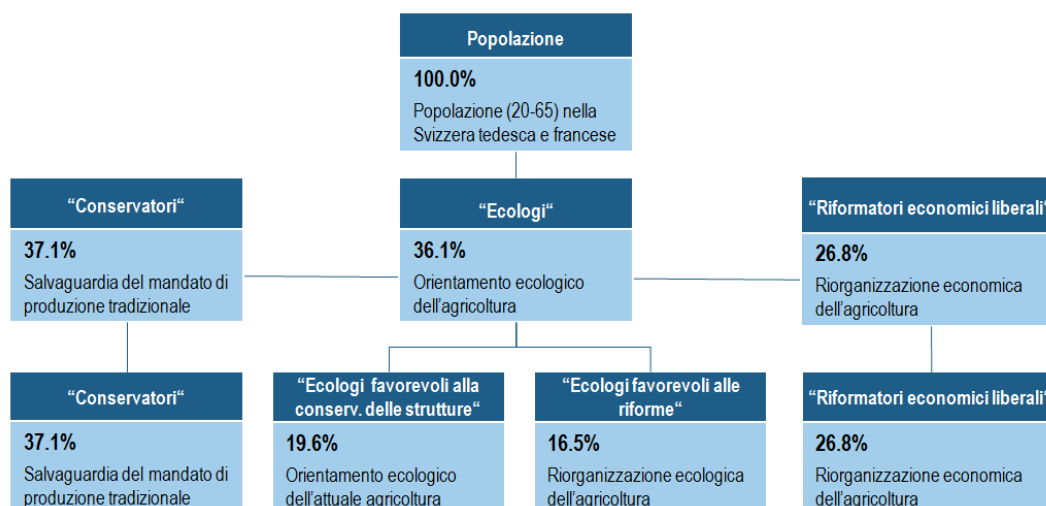 Popolazione
100.0%
Popolazione (20-65) nella
Svizzera tedesca e francese
“Conservatori“
37.1%
Salvaguardia del mandato di
produzione tradizionale
“Ecologi“
36.1%
Orientamento ecologico
dell’agricoltura
“Riformatori economici liberali“
26.8%
Riorganizzazione economica
dell’agricoltura
“Conservatori“
37.1%
Salvaguardia del mandato di
produzione tradizionale
“Ecologi favorevoli alla
conserv. delle strutture“
19.6%
Orientamento ecologico
dell’attuale agricoltura
“Ecologi favorevoli alle
riforme“
16.5%
Riorganizzazione ecologica
dell’agricoltura
“Riformatori economici liberali“
26.8%
Riorganizzazione economica
dell’agricoltura